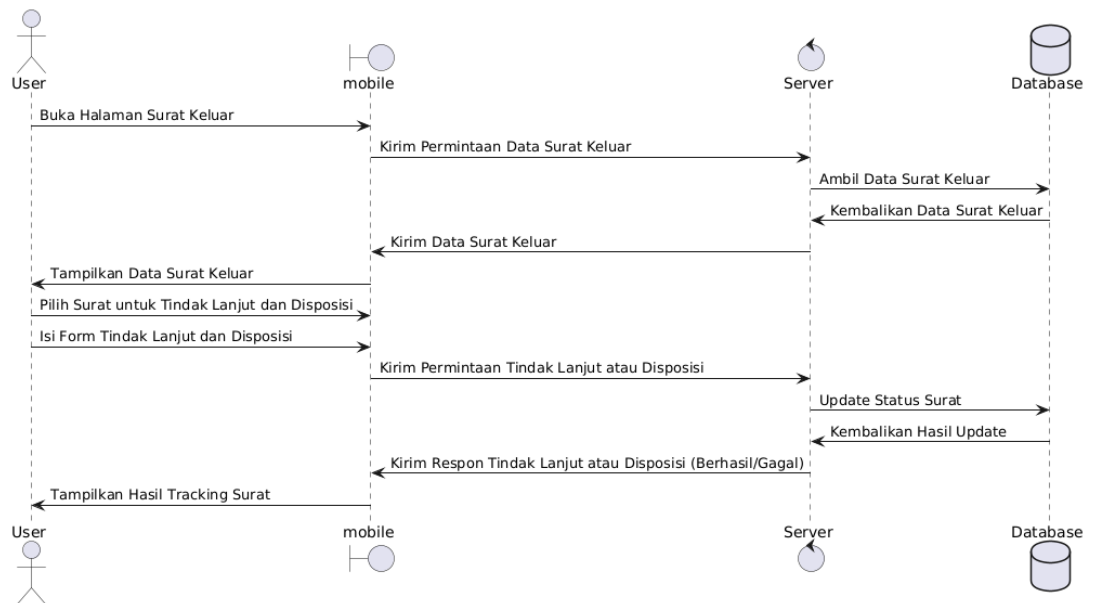 User
mobile
Server
Database
Buka Halaman Surat Keluar
Kirim Permintaan Data Surat Keluar
Ambil Data Surat Keluar
Kembalikan Data Surat Keluar
Kirim Data Surat Keluar
Tampilkan Data Surat Keluar
Pilih Surat untuk Tindak Lanjut dan Disposisi
Isi Form Tindak Lanjut dan Disposisi
Kirim Permintaan Tindak Lanjut atau Disposisi
Update Status Surat
Kembalikan Hasil Update
Kirim Respon Tindak Lanjut atau Disposisi (Berhasil/Gagal)
Tampilkan Hasil Tracking Surat
User
mobile
Server
Database